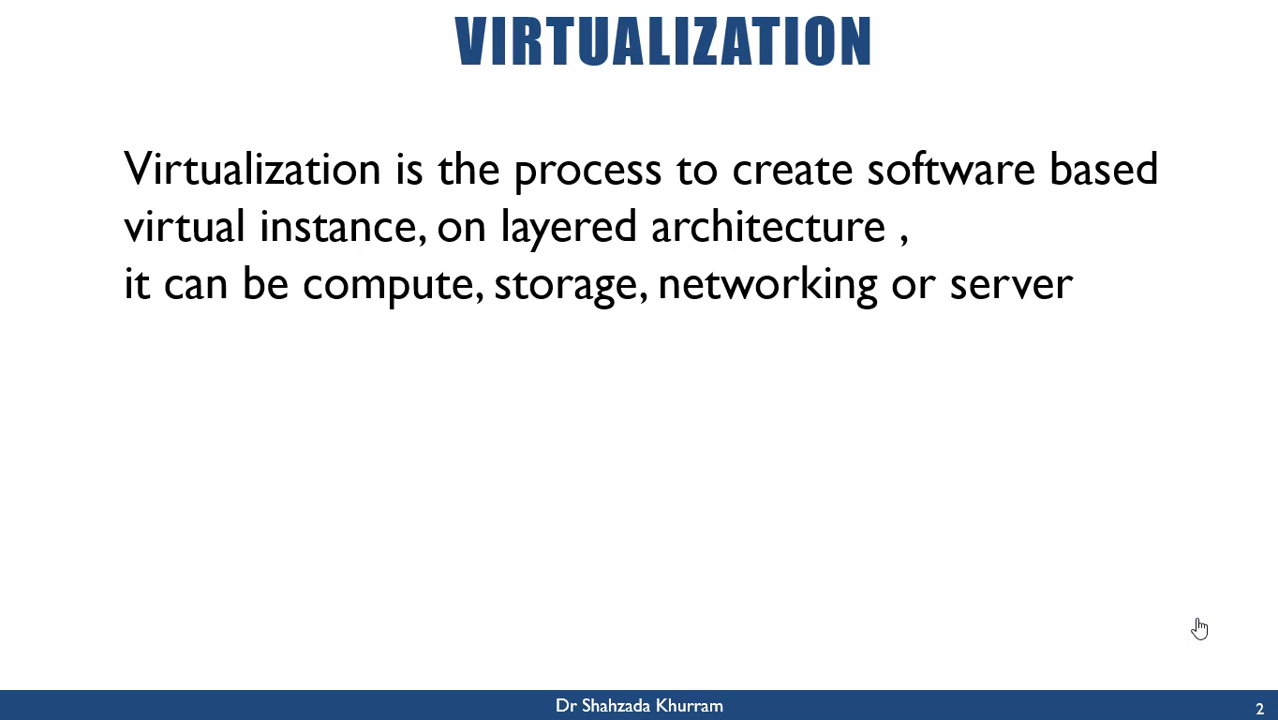 VIRTUALIZATION
Virtualization is the process to create software based
virtual instance, on layered architecture ,
it can be compute, storage, networking or server
Dr Shahzada Khurram
2